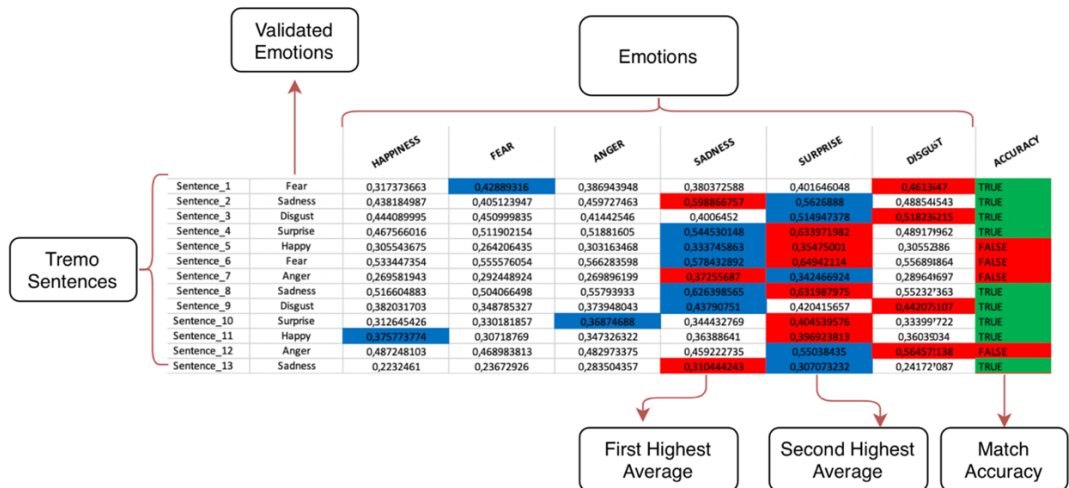 Validated
Emotions
Emotions
HAPPINESS FEAR ANGER SADNESS SURPRISE DISGUST ACCURACY
Sentence_1 Fear 0,317373663 0,42889316 0,386943948 0,380372588 0,401646048 TRUE
Sentence_2 Sadness 0,438184987 0,405123947 0,459727463 0,598866757 0,5626888 TRUE
Sentence_3 Disgust 0,444089995 0,450999835 0,41442546 0,4006452 0,514947378 TRUE
Sentence_4 Surprise 0,467566016 0,511902154 0,51881605 0,544530148 0,633971982 TRUE
Sentence_5 Happy 0,305543675 0,264206435 0,303163468 0,333745863 0,35475001 FALSE
Sentence_6 Fear 0,533447354 0,555576054 0,566283598 0,578432892 0,64942114 FALSE
Sentence_7 Anger 0,269581943 0,292448924 0,269896199 0,37255687 0,342466924 FALSE
Sentence_8 Sadness 0,516604883 0,504066498 0,55793933 0,626398565 0,631987975 TRUE
Sentence_9 Disgust 0,382031703 0,348785327 0,373948043 0,43790751 0,420415657 TRUE
Sentence_10 Surprise 0,312645426 0,330181857 0,36874688 0,344432769 0,404539576 TRUE
Sentence_11 Happy 0,375773774 0,30718769 0,347326322 0,36388641 0,396923813 TRUE
Sentence_12 Anger 0,487248103 0,468983813 0,482973375 0,459222735 0,55038435 FALSE
Sentence_13 Sadness 0,2232461 0,23672926 0,283504357 0,310444243 0,307073232 TRUE
Tremo
Sentences
First Highest
Average
Second Highest
Average
Match
Accuracy